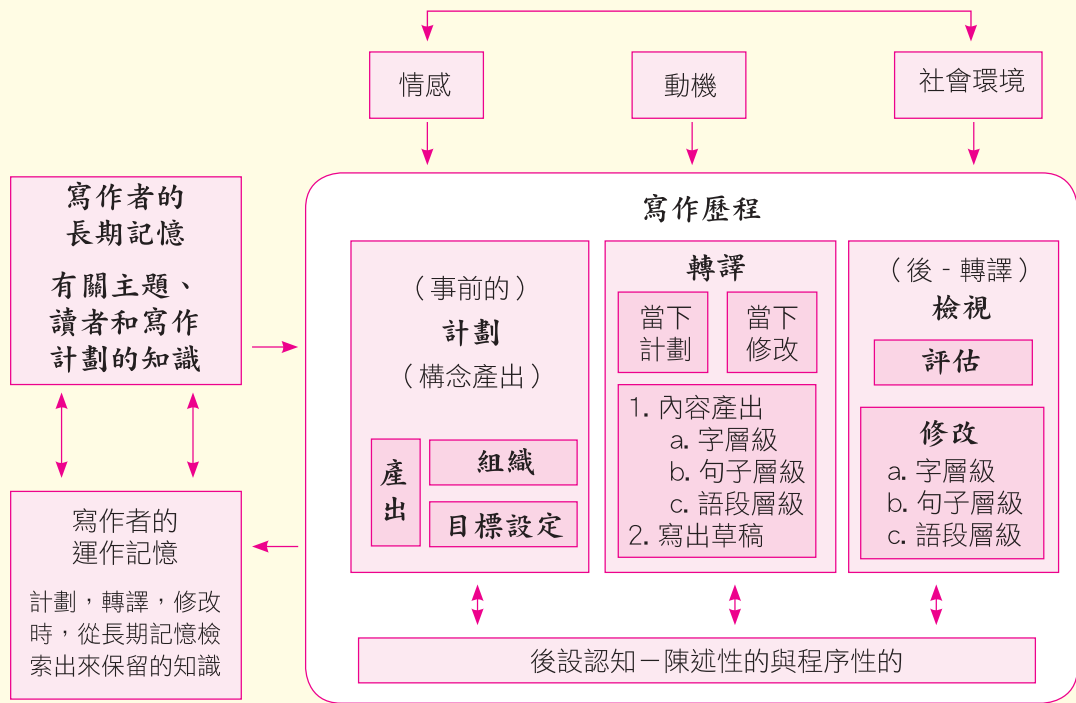 情感
動機
社會環境
寫作者的
長期記憶
有關主題、
讀者和寫作
計劃的知識
寫作者的
運作記憶
計劃，轉譯，修改
時，從長期記憶檢
索出來保留的知識
寫作歷程
（事前的）
計劃
（構念產出）
產
出
組織
目標設定
轉譯
當下
計劃
當下
修改
1. 內容產出
a. 字層級
b. 句子層級
c. 語段層級
2. 寫出草稿
（後 - 轉譯）
檢視
評估
修改
a. 字層級
b. 句子層級
c. 語段層級
後設認知－陳述性的與程序性的